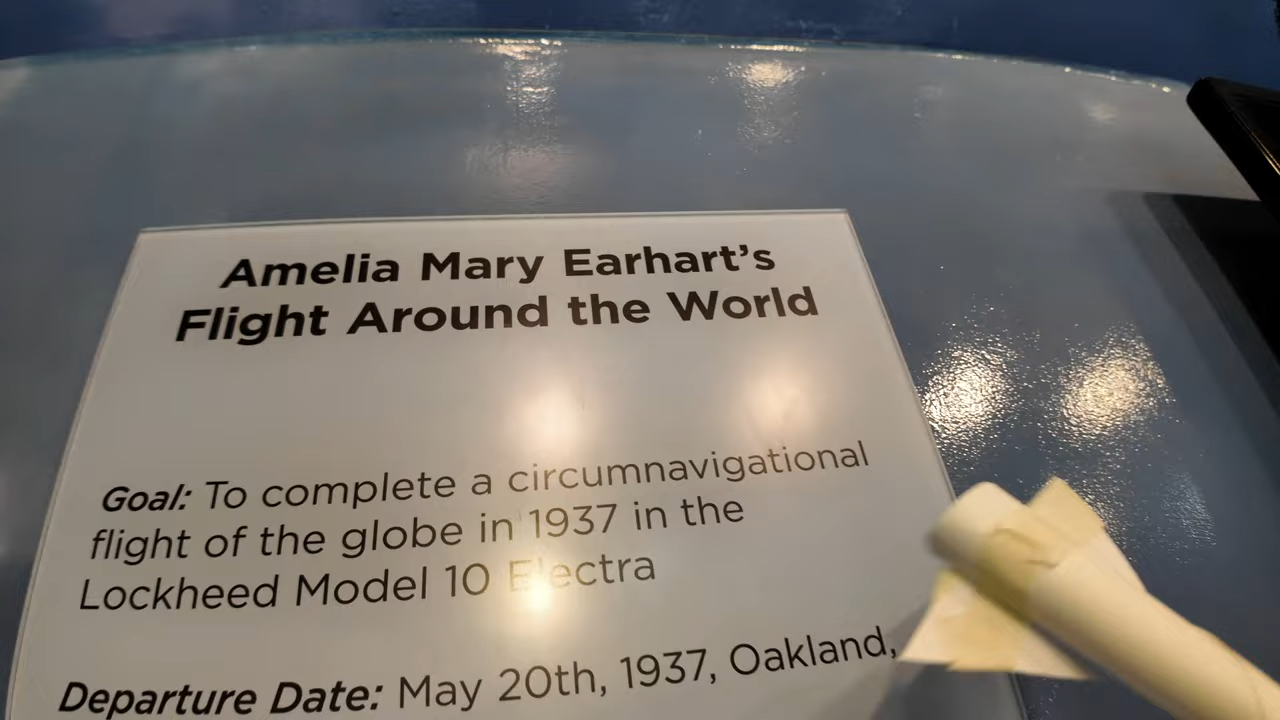 Amelia Mary Earhart's
Flight Around the World
Goal: To complete a circumnavigational
flight of the globe in 1937 in the
Lockheed Model 10 Electra
Departure Date: May 20th, 1937, Oakland,